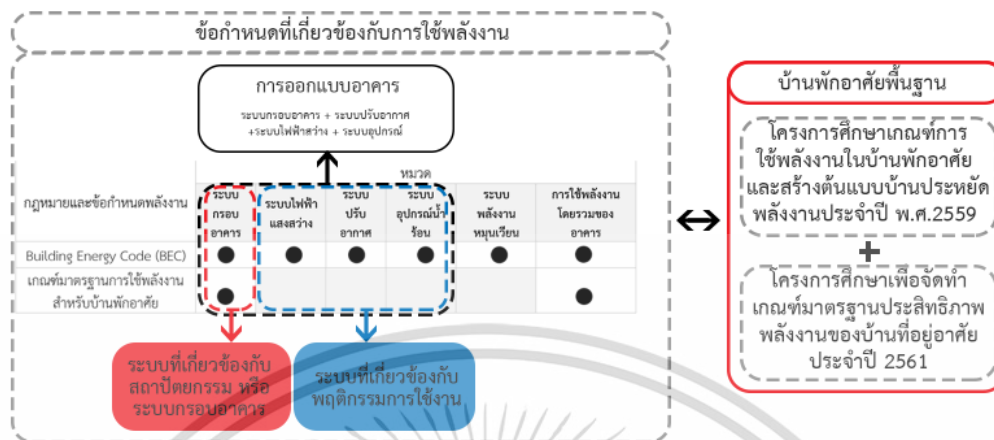 ข้อกำหนดที่เกี่ยวข้องกับการใช้พลังงาน
การออกแบบอาคาร
ระบบกรอบอาคาร + ระบบปรับอากาศ
+ระบบไฟฟ้าสว่าง + ระบบอุปกรณ์
หมวด
กฎหมายและข้อกำหนดพลังงาน
ระบบ
กรอบ
อาคาร
ระบบไฟฟ้า
แสงสว่าง
ระบบ
ปรับ
อากาศ
ระบบ
อุปกรณ์น้ำ
ร้อน
ระบบ
พลังงาน
หมุนเวียน
การใช้พลังงาน
โดยรวมของ
อาคาร
Building Energy Code (BEC)
เกณฑ์มาตรฐานการใช้พลังงาน
สำหรับบ้านพักอาศัย
ระบบที่เกี่ยวข้องกับ
สถาปัตยกรรม หรือ
ระบบกรอบอาคาร
ระบบที่เกี่ยวข้องกับ
พฤติกรรมการใช้งาน
บ้านพักอาศัยพื้นฐาน
โครงการศึกษาเกณฑ์การ
ใช้พลังงานในบ้านพักอาศัย
และสร้างต้นแบบบ้านประหยัด
พลังงานประจำปี พ.ศ.2559
+
โครงการศึกษาเพื่อจัดทำ
เกณฑ์มาตรฐานประสิทธิภาพ
พลังงานของบ้านที่อยู่อาศัย
ประจำปี 2561